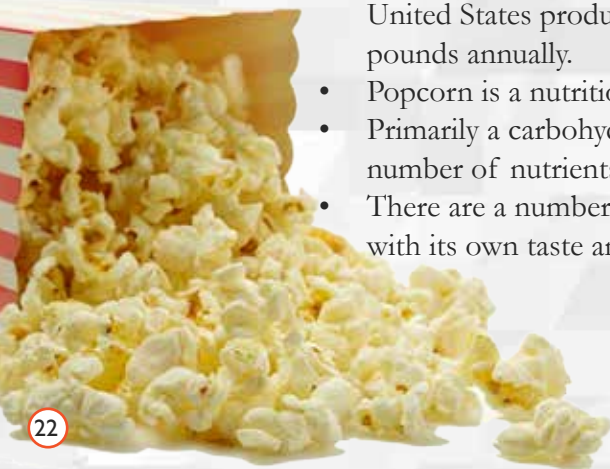 United States produ
pounds annually.
• Popcorn is a nutritio
• Primarily a carbohyd
number of nutrients
• There are a number
with its own taste an
22